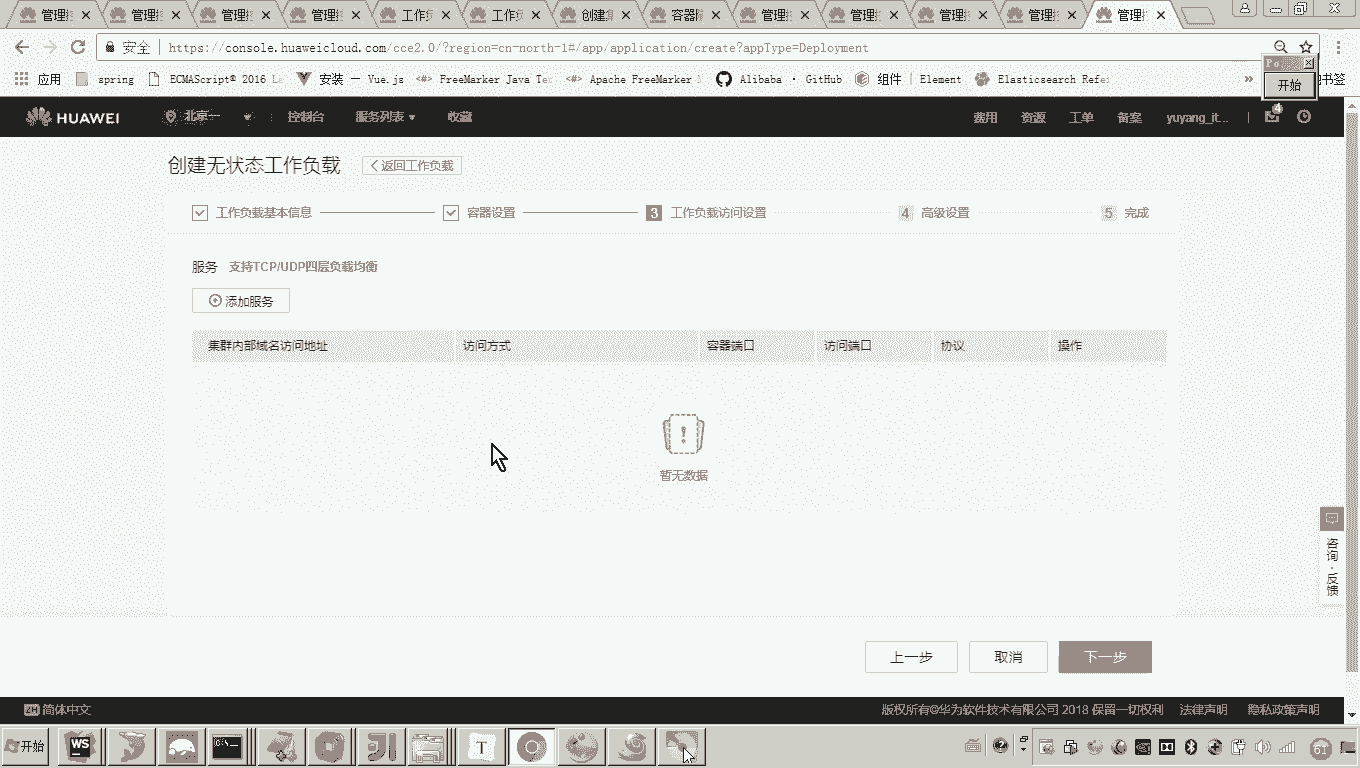 管理
管理
管理
管理
工作
工作
创建
容器
管理
管理
管理
管理
管理
安全 https://console.huaweicloud.com/cce2.0/?region=cn-north-1#/app/application/create?appType=Deployment
应用 spring ECMAScript® 2016 La 安装 — Vue.js FreeMarker Java Te Apache FreeMarker Alibaba · GitHub 组件 | Element Elasticsearch Refe » 书签
Po
开始
HUAWEI 北京一 控制台 服务列表 收藏 费用 资源 工单 备案 yuyang_it... 4
创建无状态工作负载 返回工作负载
工作负载基本信息 容器设置 3 工作负载访问设置 4 高级设置 5 完成
服务 支持TCP/UDP四层负载均衡
添加服务
集群内部域名访问地址 访问方式 容器端口 访问端口 协议 操作
暂无数据
咨询·反馈
上一步 取消 下一步
ZH 简体中文 版权所有©华为软件技术有限公司 2018 保留一切权利 法律声明 隐私政策声明
开始 WS C:\ T